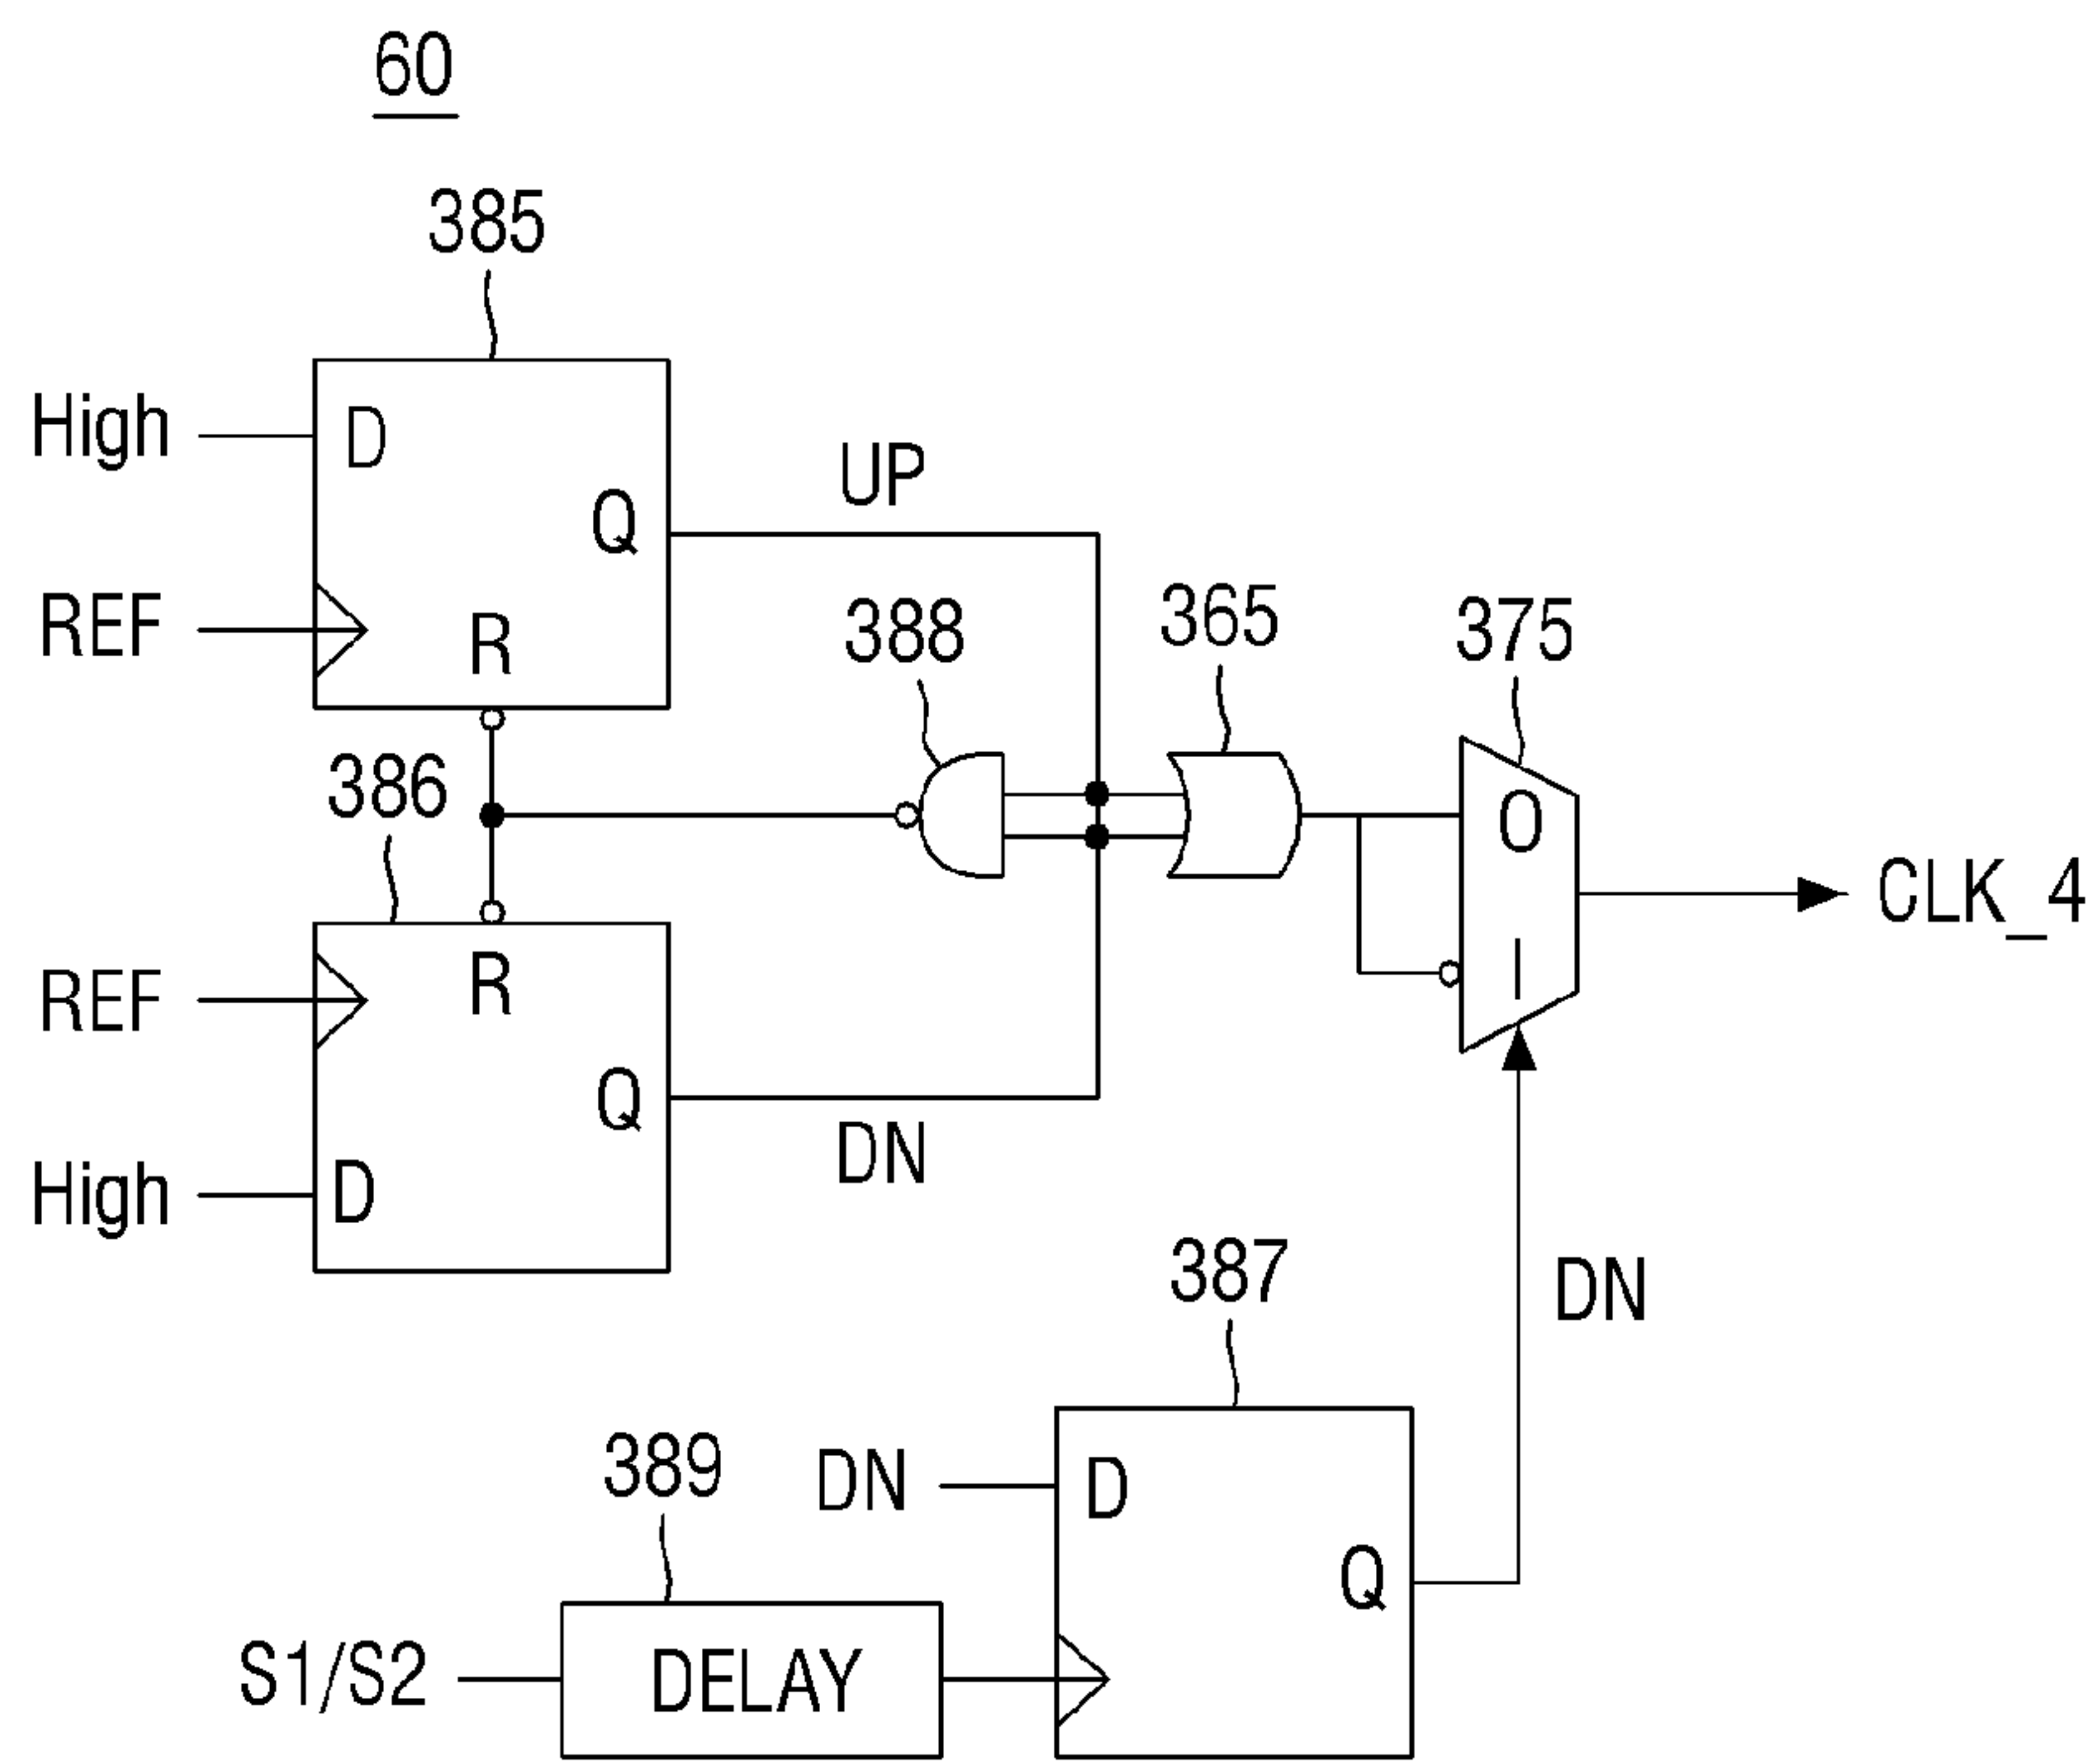 60
385
High
D
Q
UP
REF
R
388
365
375
386
O
CLK_4
REF
R
I
Q
DN
High
D
387
DN
389
DN
D
Q
S1/S2
DELAY